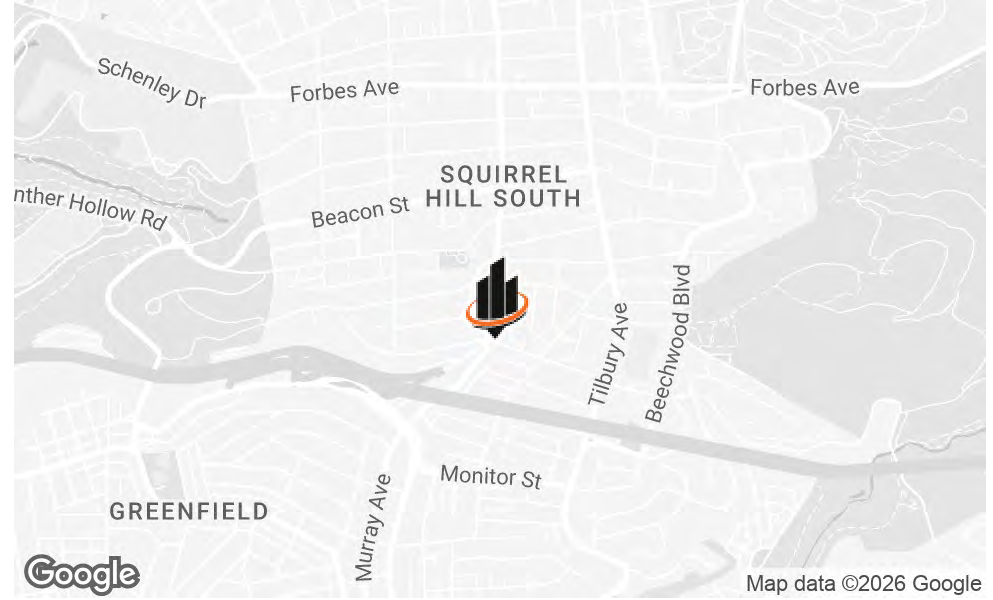 Schenley Dr
Forbes Ave
Forbes Ave
SQUIRREL
HILL SOUTH
nther Hollow Rd
Beacon St
Beechwood Blvd
Tilbury Ave
Monitor St
Murray Ave
GREENFIELD
Google
Map data ©2026 Google